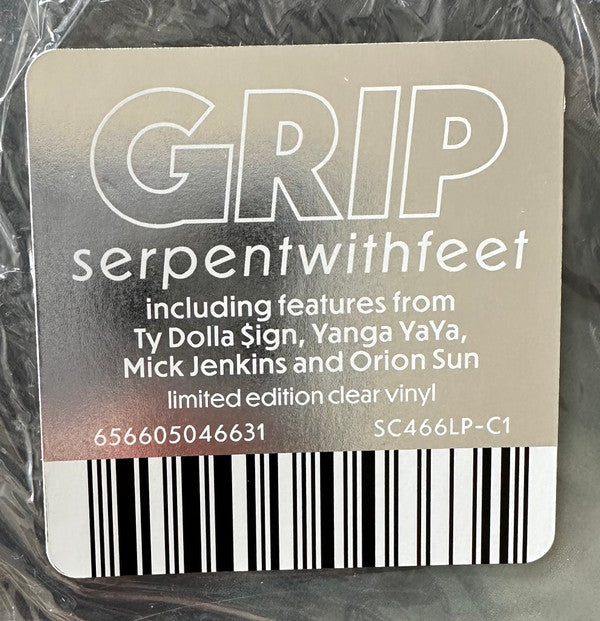 GRIP
serpentwithfeet
including features from
Ty Dolla $ign, Yanga YaYa,
Mick Jenkins and Orion Sun
limited edition clear vinyl
656605046631 SC466LP-C1